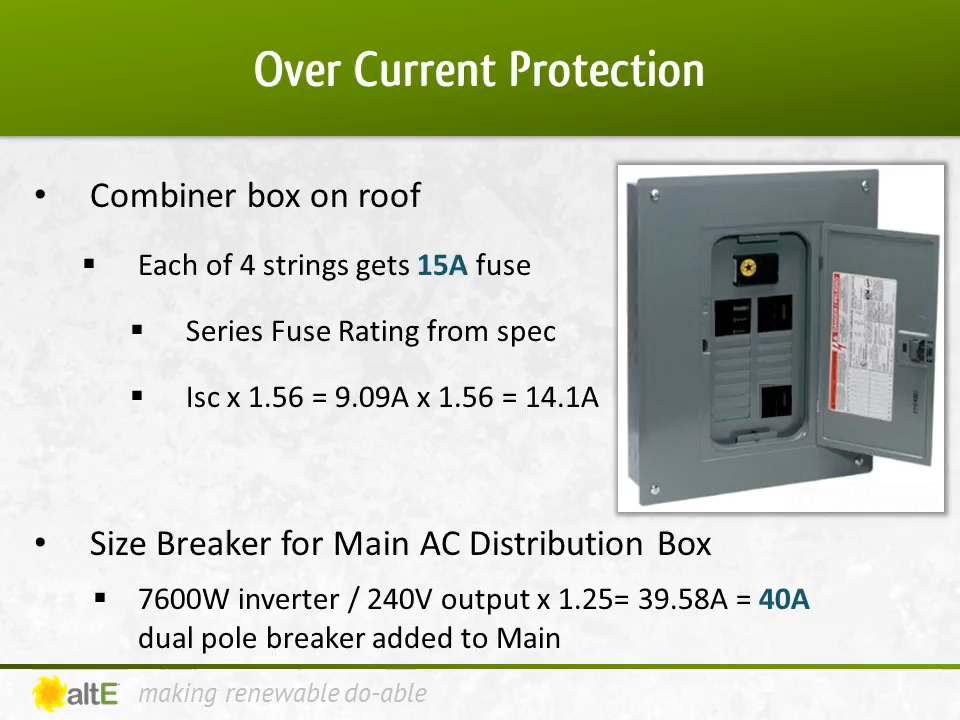 Over Current Protection
• Combiner box on roof
▪ Each of 4 strings gets 15A fuse
▪ Series Fuse Rating from spec
▪ Isc x 1.56 = 9.09A x 1.56 = 14.1A
• Size Breaker for Main AC Distribution Box
▪ 7600W inverter / 240V output x 1.25= 39.58A = 40A
dual pole breaker added to Main
altE making renewable do-able